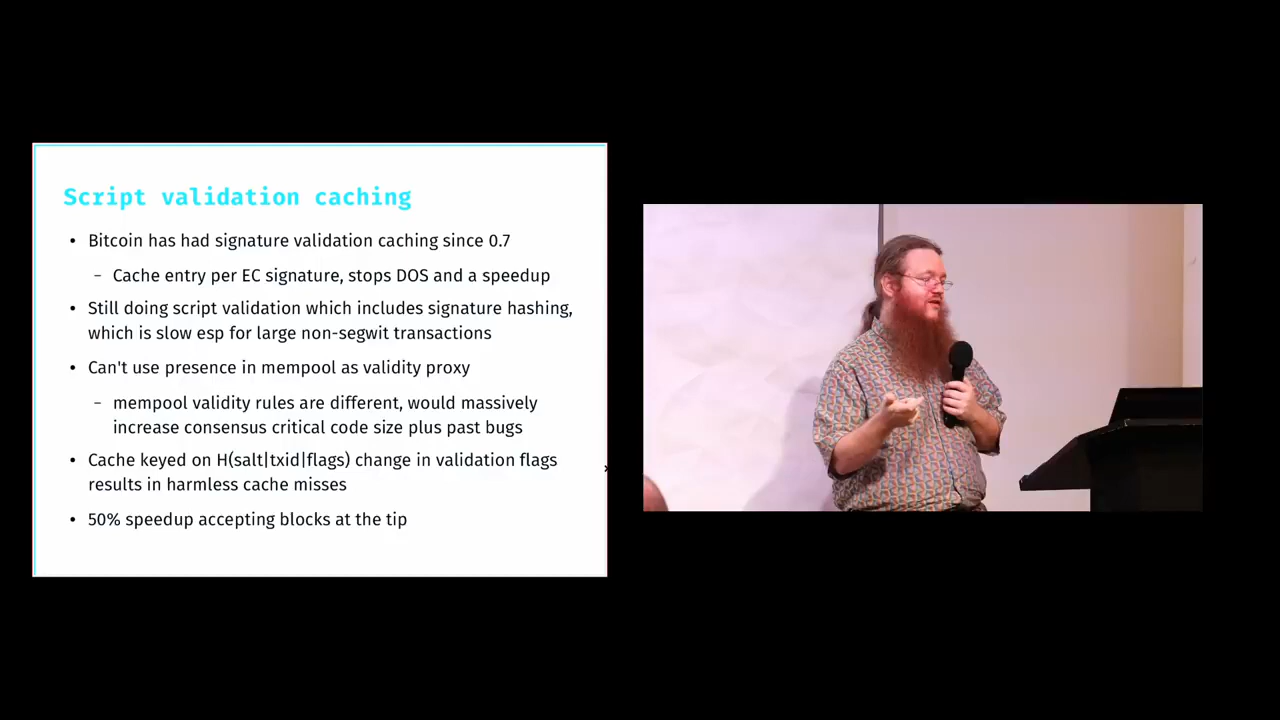 Script validation caching
• Bitcoin has had signature validation caching since 0.7
– Cache entry per EC signature, stops DOS and a speedup
• Still doing script validation which includes signature hashing,
which is slow esp for large non-segwit transactions
• Can't use presence in mempool as validity proxy
– mempool validity rules are different, would massively
increase consensus critical code size plus past bugs
• Cache keyed on H(salt|txid|flags) change in validation flags
results in harmless cache misses
• 50% speedup accepting blocks at the tip